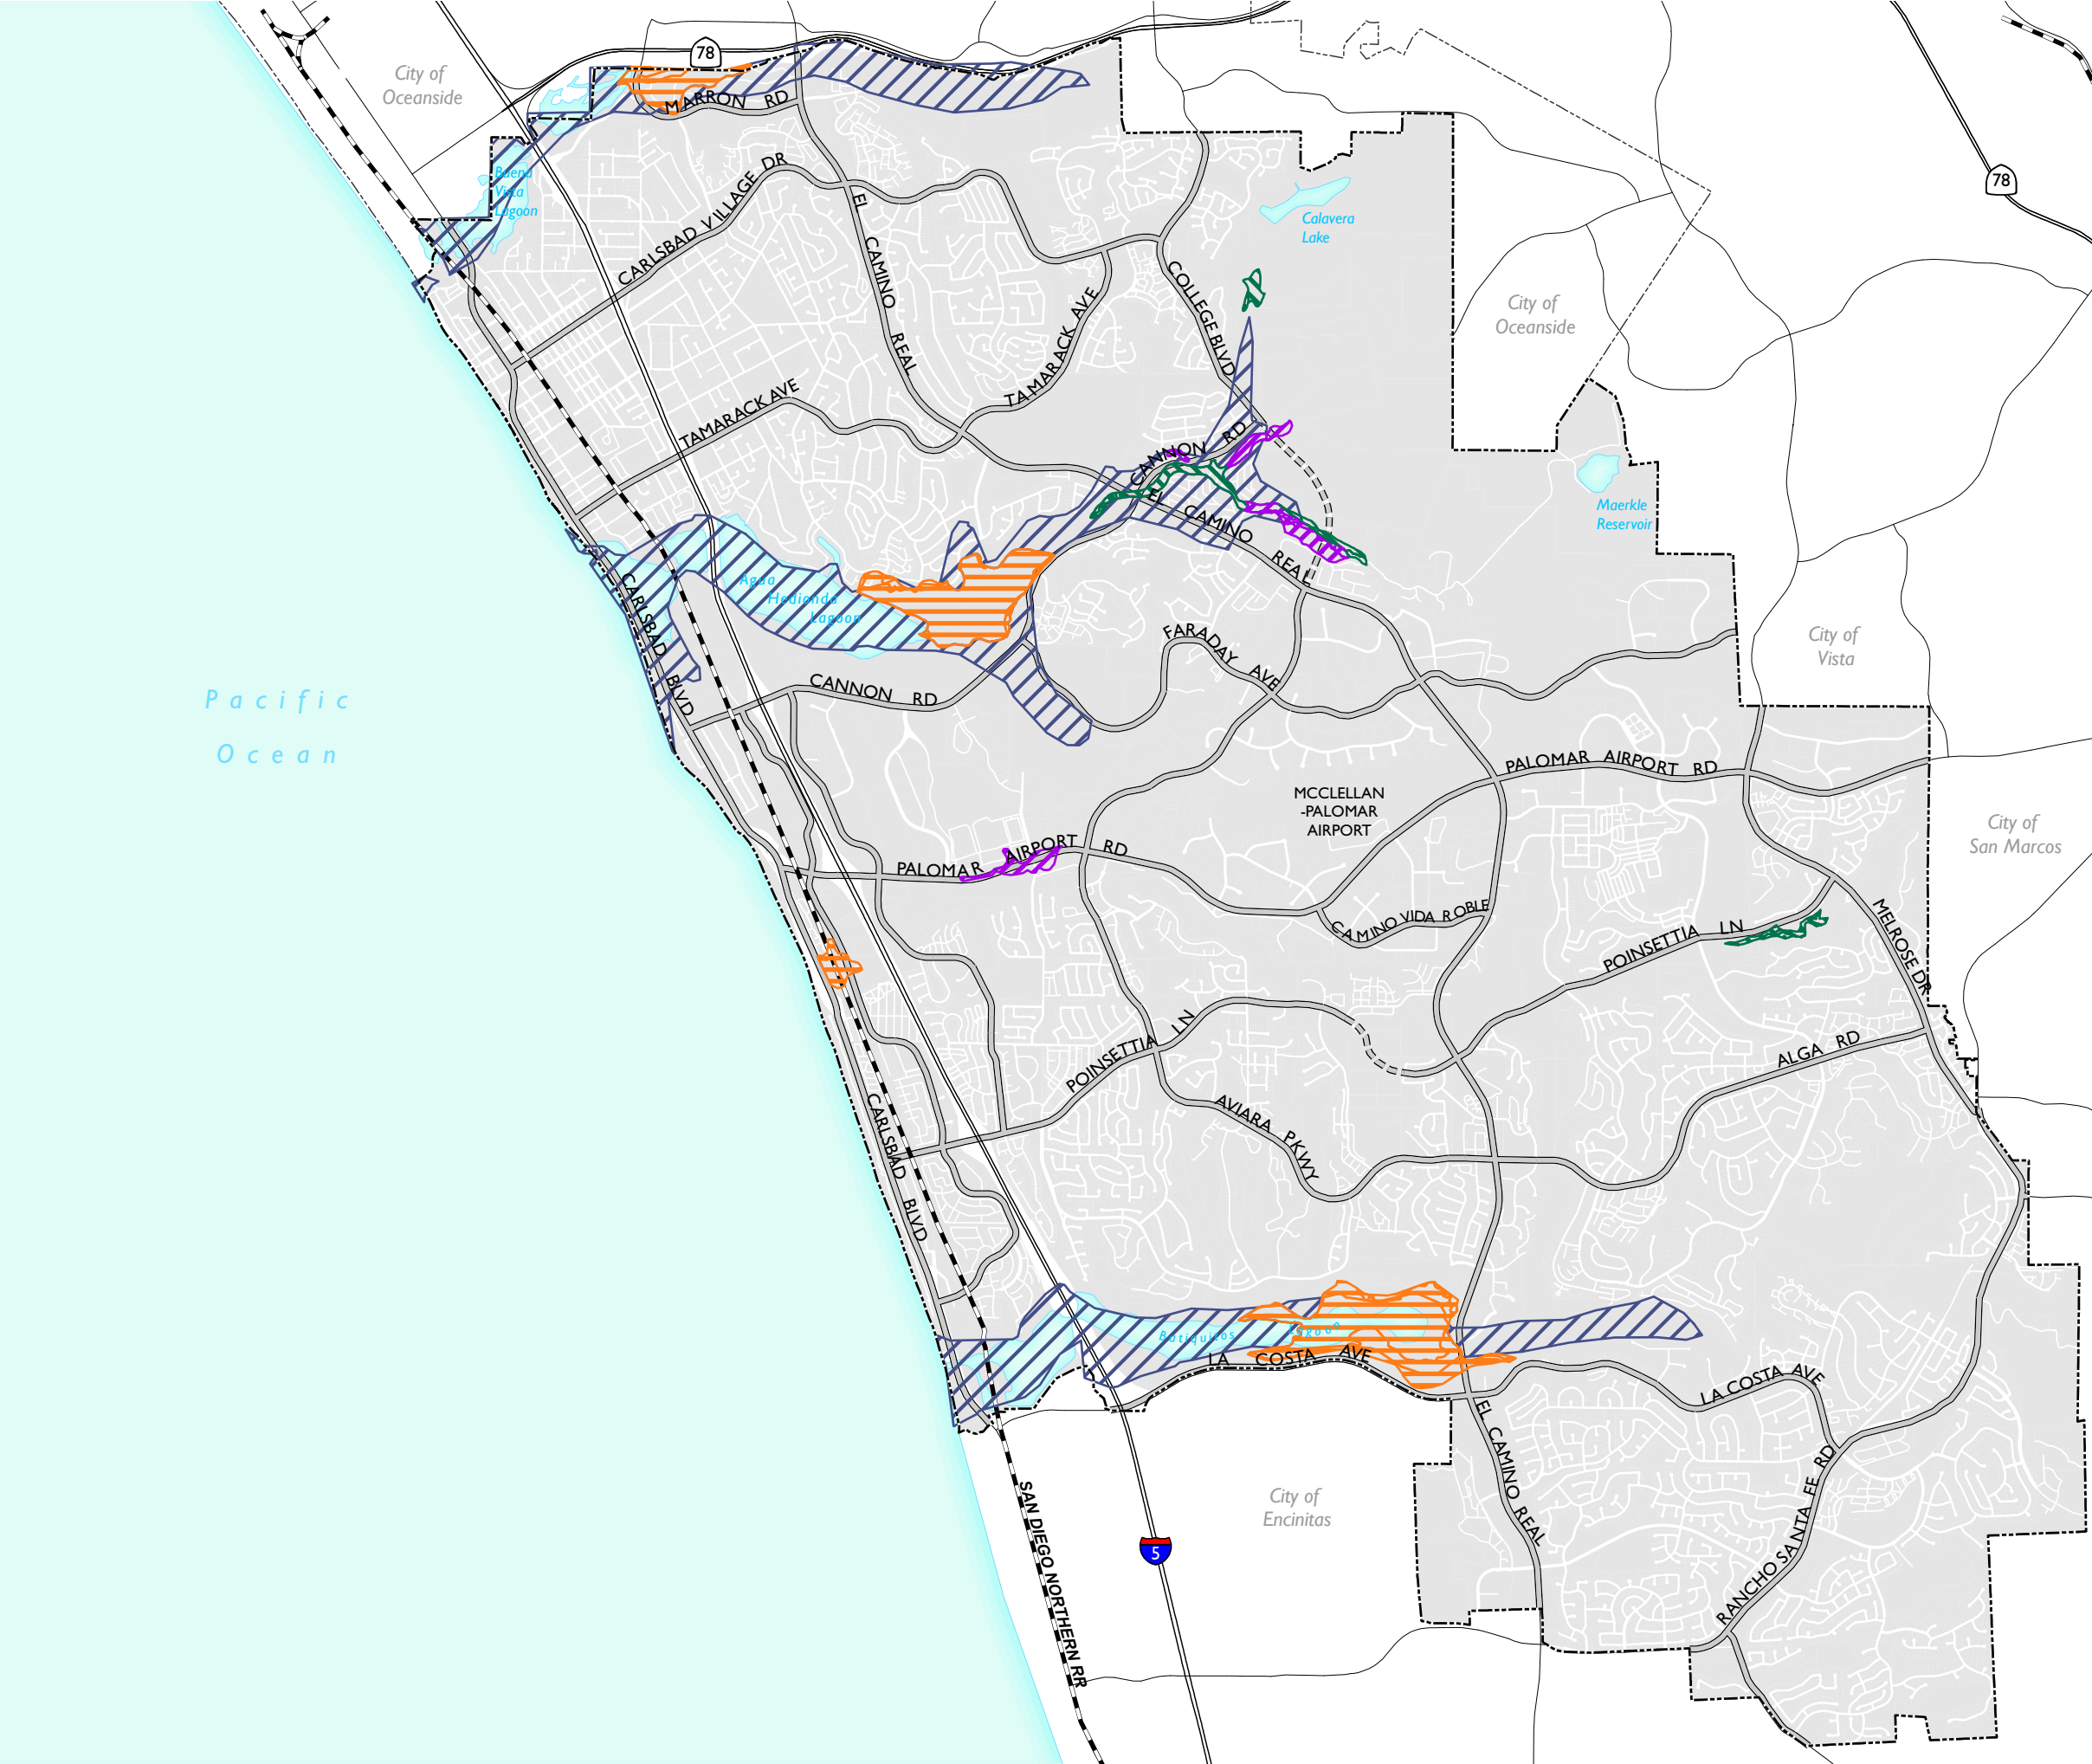 City of
Oceanside
78
MARRON RD
78
Buena
Vista
Lagoon
CARLSBAD VILLAGE DR
EL CAMINO REAL
Calavera
Lake
COLLEGE BLVD
TAMARACK AVE
TAMARACK AVE
City of
Oceanside
CANNON RD
EL CAMINO REAL
Maerkle
Reservoir
Agua
Hedionda
Lagoon
CARLSBAD BLVD
FARADAY AVE
City of
Vista
CANNON RD
Pacific
Ocean
PALOMAR AIRPORT RD
MCCLELLAN
-PALOMAR
AIRPORT
City of
San Marcos
PALOMAR AIRPORT RD
CAMINO VIDA ROBLE
MELROSE DR
POINSETTIA LN
POINSETTIA LN
ALGA RD
AVIARA PKWY
CARLSBAD BLVD
Batiquitos Lagoon
LA COSTA AVE
LA COSTA AVE
EL CAMINO REAL
RANCHO SANTA FE RD
City of
Encinitas
SAN DIEGO NORTHERN RR
5